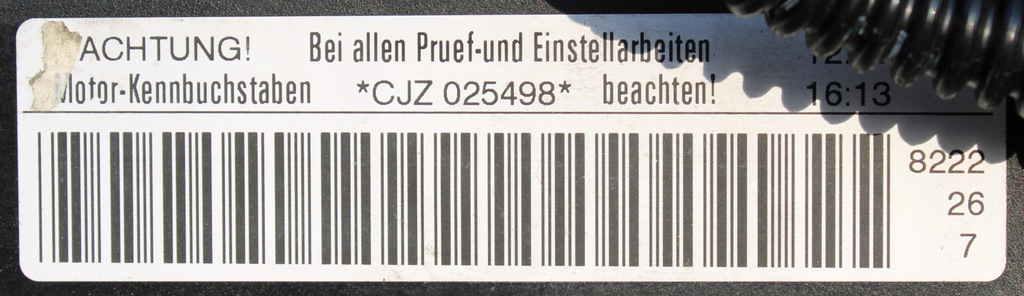 ACHTUNG! Bei allen Pruef-und Einstellarbeiten
Motor-Kennbuchstaben *CJZ 025498* beachten! 16:13
8222
26
7